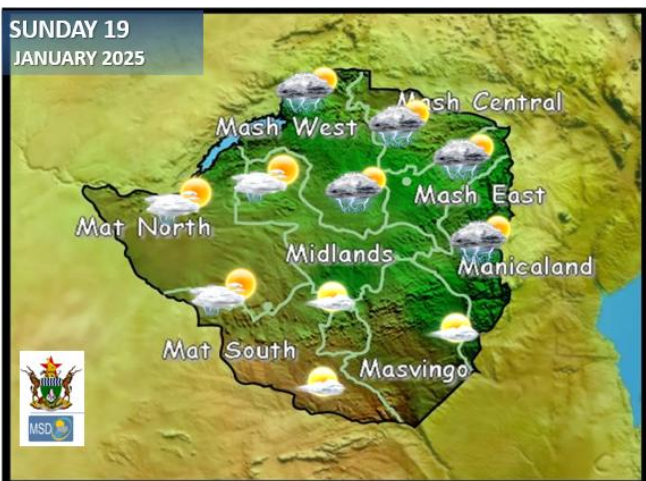 SUNDAY 19
JANUARY 2025
Mash Central
Mash West
Mash East
Mat North
Midlands
Manicaland
Mat South
Masvingo
MSD